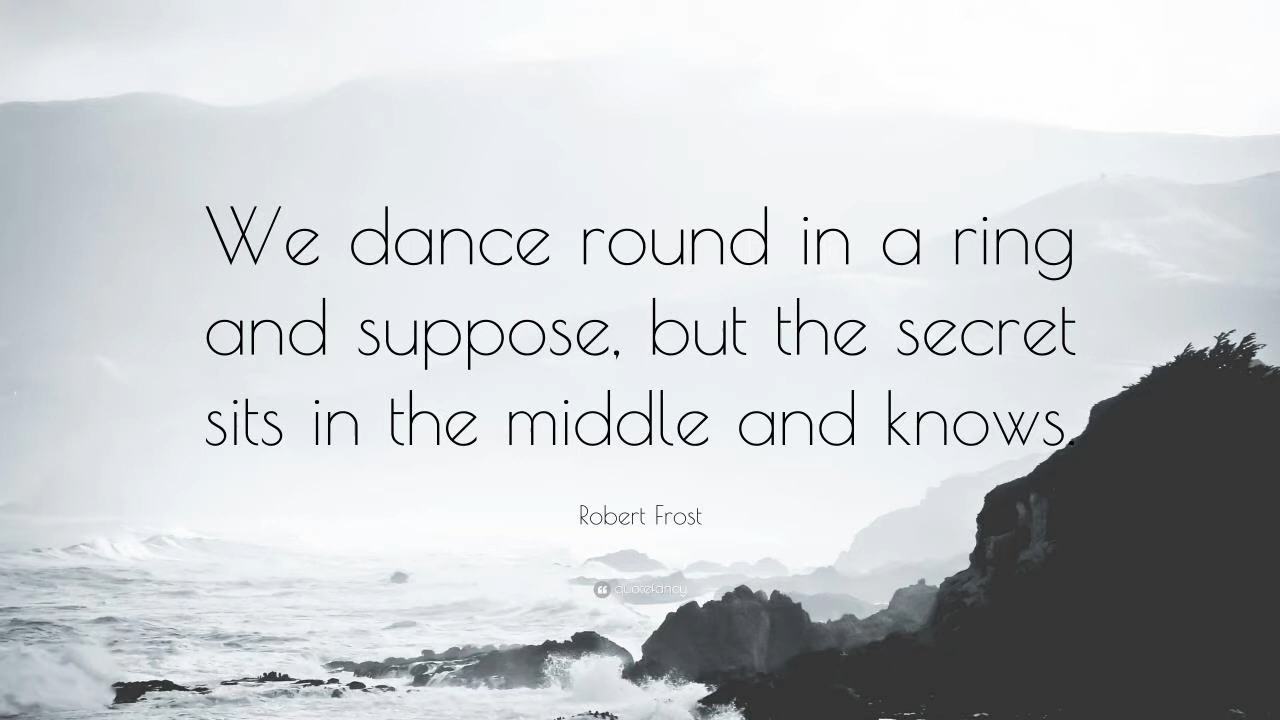 We dance round in a ring
and suppose, but the secret
sits in the middle and knows.
Robert Frost
quotefancy